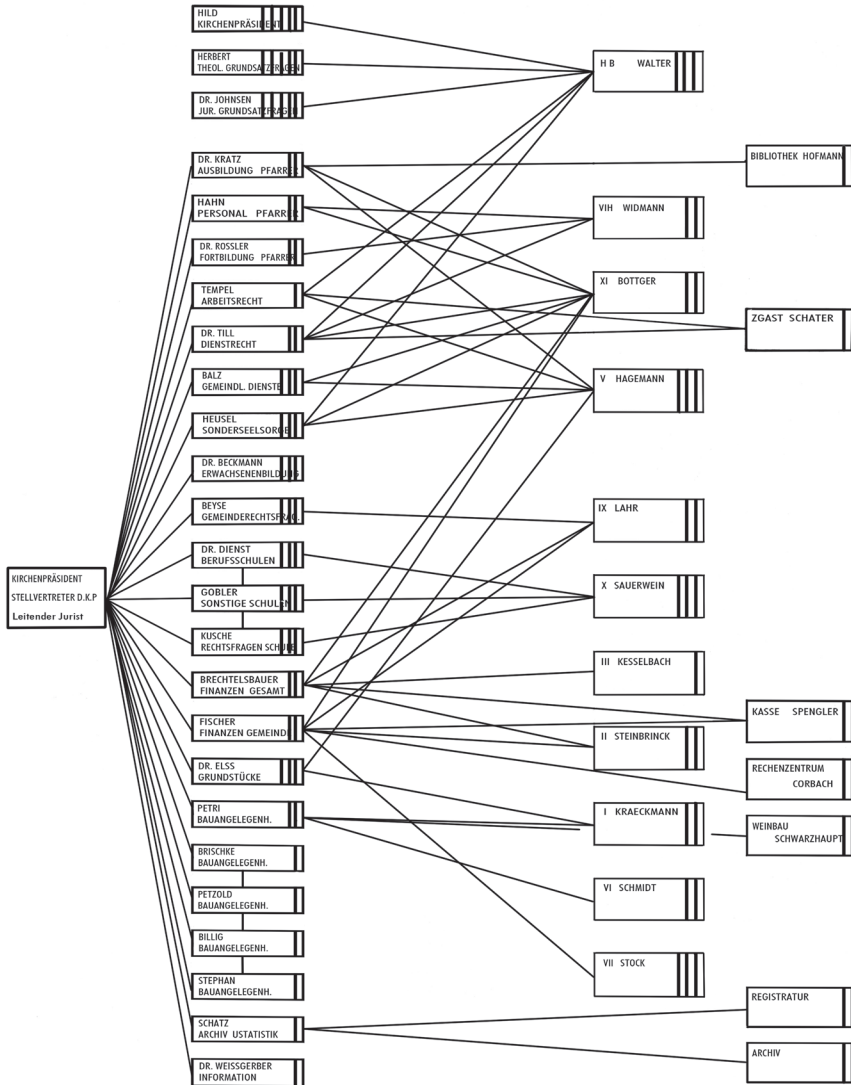 KIRCHENPRÄSIDENT
STELLVERTRETER D.K.P
Leitender Jurist
HILD
KIRCHENPRÄSIDENT
HERBERT
THEOL. GRUNDSATZFRAGEN
DR. JOHNSEN
JUR. GRUNDSATZFRAGEN
DR. KRATZ
AUSBILDUNG PFARRER
HAHN
PERSONAL PFARRER
DR. ROSSLER
FORTBILDUNG PFARRER
TEMPEL
ARBEITSRECHT
DR. TILL
DIENSTRECHT
BALZ
GEMEINDL. DIENSTE
HEUSEL
SONDERSEELSORGE
DR. BECKMANN
ERWACHSENENBILDUNG
BEYSE
GEMEINDERECHTSFRAG.
DR. DIENST
BERUFSSCHULEN
GOBLER
SONSTIGE SCHULEN
KUSCHE
RECHTSFRAGEN SCHULE
BRECHTELSBAUER
FINANZEN GESAMT
FISCHER
FINANZEN GEMEINDE
DR. ELSS
GRUNDSTÜCKE
PETRI
BAUANGELEGENH.
BRISCHKE
BAUANGELEGENH.
PETZOLD
BAUANGELEGENH.
BILLIG
BAUANGELEGENH.
STEPHAN
BAUANGELEGENH.
SCHATZ
ARCHIV USTATISTIK
DR. WEISSGERBER
INFORMATION
H B WALTER
VIH WIDMANN
XI BOTTGER
V HAGEMANN
IX LAHR
X SAUERWEIN
III KESSELBACH
II STEINBRINCK
I KRAECKMANN
VI SCHMIDT
VII STOCK
BIBLIOTHEK HOFMANN
ZGAST SCHATER
KASSE SPENGLER
RECHENZENTRUM
CORBACH
WEINBAU
SCHWARZHAUPT
REGISTRATUR
ARCHIV